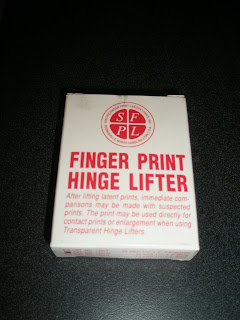 S F
P L
FINGER PRINT
HINGE LIFTER
After lifting latent prints, immediate com-
parisons may be made with suspected
prints. The print may be used directly for
contact prints or enlargement when using
Transparent Hinge Lifters.